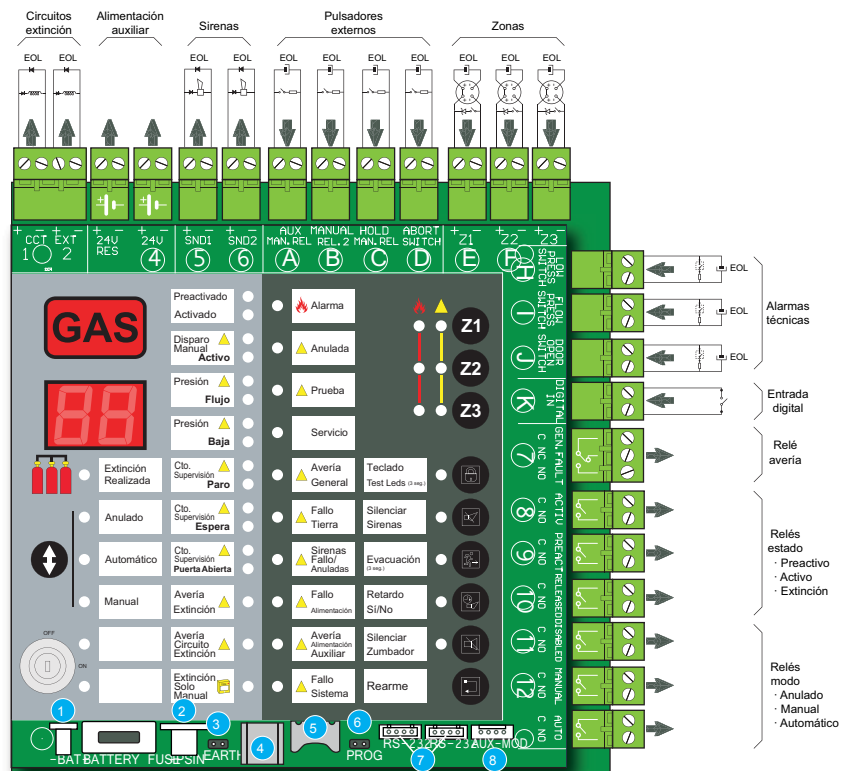 Circuitos
extinción
Alimentación
auxiliar
Sirenas
Pulsadores
externos
Zonas
EOL EOL EOL EOL EOL EOL EOL EOL EOL EOL EOL
+ - + - + - + - + - + - + -
CCT EXT
1 2
24V
RES
24V
4
SND1
5
SND2
6
AUX
MAN.REL
A
MANUAL
REL.2
B
HOLD
MAN.REL
C
ABORT
SWITCH
D
Z1
E
Z2
F
Z3
LOW
PRESS
SWITCH
H
FLOW
PRESS
SWITCH
I
DOOR
OPEN
SWITCH
J
DIGITAL
IN
K
GEN.FAULT
C NC NO
7
ACTIV
C NO
8
PREACT
C NO
9
RELEASED
C NO
10
DISABLED
C NO
11
MANUAL
C NO
12
AUTO
C NO
EOL
EOL
EOL
Alarmas
técnicas
Entrada
digital
Relé
avería
Relés
estado
· Preactivo
· Activo
· Extinción
Relés
modo
· Anulado
· Manual
· Automático
GAS
88
Preactivado
Activado
Disparo
Manual
Activo
Presión
Flujo
Presión
Baja
Cto.
Supervisión
Paro
Cto.
Supervisión
Espera
Cto.
Supervisión
Puerta Abierta
Avería
Extinción
Avería
Circuito
Extinción
Extinción
Solo
Manual
Extinción
Realizada
Anulado
Automático
Manual
OFF
ON
Alarma
Anulada
Prueba
Servicio
Avería
General
Fallo
Tierra
Sirenas
Fallo/
Anuladas
Fallo
Alimentación
Avería
Alimentación
Auxiliar
Fallo
Sistema
Z1
Z2
Z3
Teclado
Test Leds (3 seg.)
Silenciar
Sirenas
Evacuación
(3 seg.)
Retardo
Sí/No
Silenciar
Zumbador
Rearme
1
2
3
4
5
6
7
8
BATTERY FUSE
EARTH
PROG
RS-232
AUX-MOD